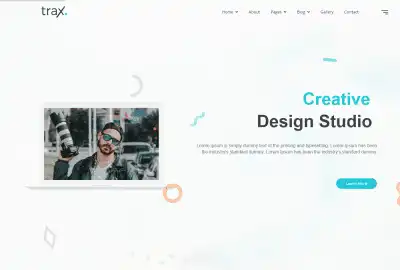 trax.
Home
About
Pages
Blog
Gallery
Contact
Creative
Design Studio
Lorem Ipsum is simply dummy text of the printing and typesetting. Lorem Ipsum has been
the industry's standard dummy. Lorem Ipsum has been the industry's standard dummy.
Learn More